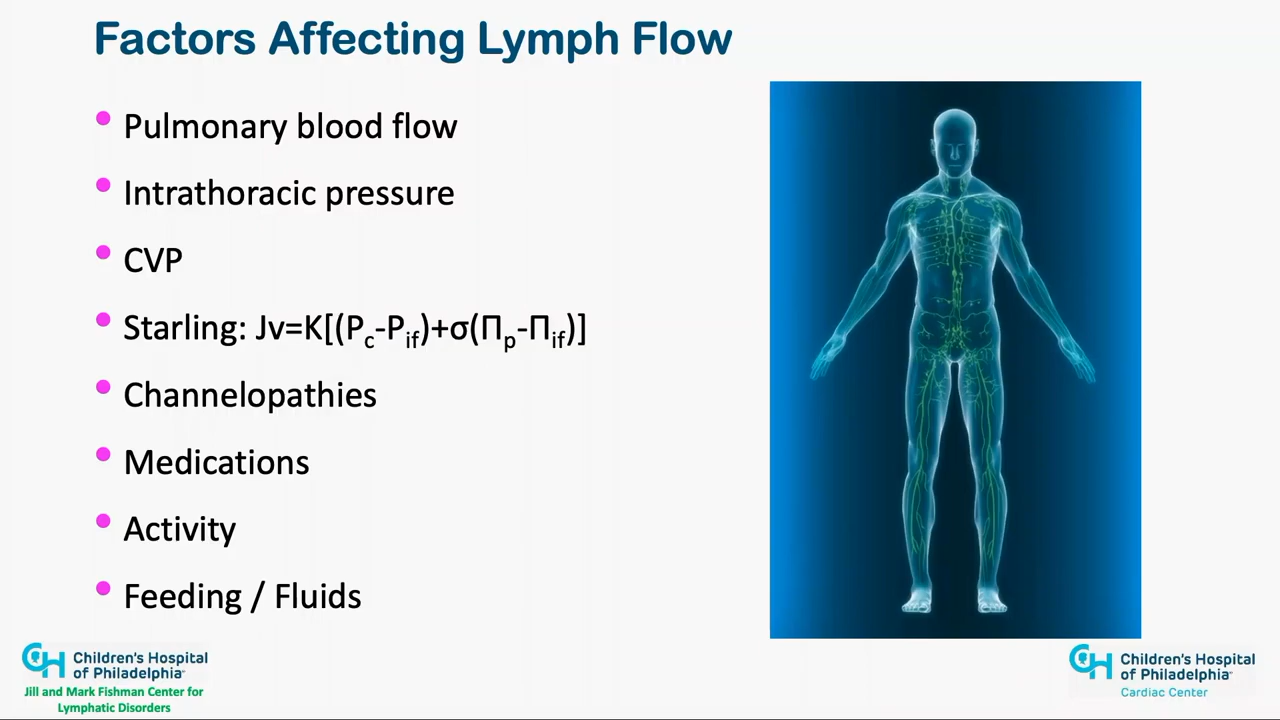 Factors Affecting Lymph Flow
• Pulmonary blood flow
• Intrathoracic pressure
• CVP
• Starling: Jv=K[(Pc-Pif)+σ(Πp-Πif)]
• Channelopathies
• Medications
• Activity
• Feeding / Fluids
Children's Hospital
of Philadelphia
Jill and Mark Fishman Center for
Lymphatic Disorders
Children's Hospital
of Philadelphia
Cardiac Center